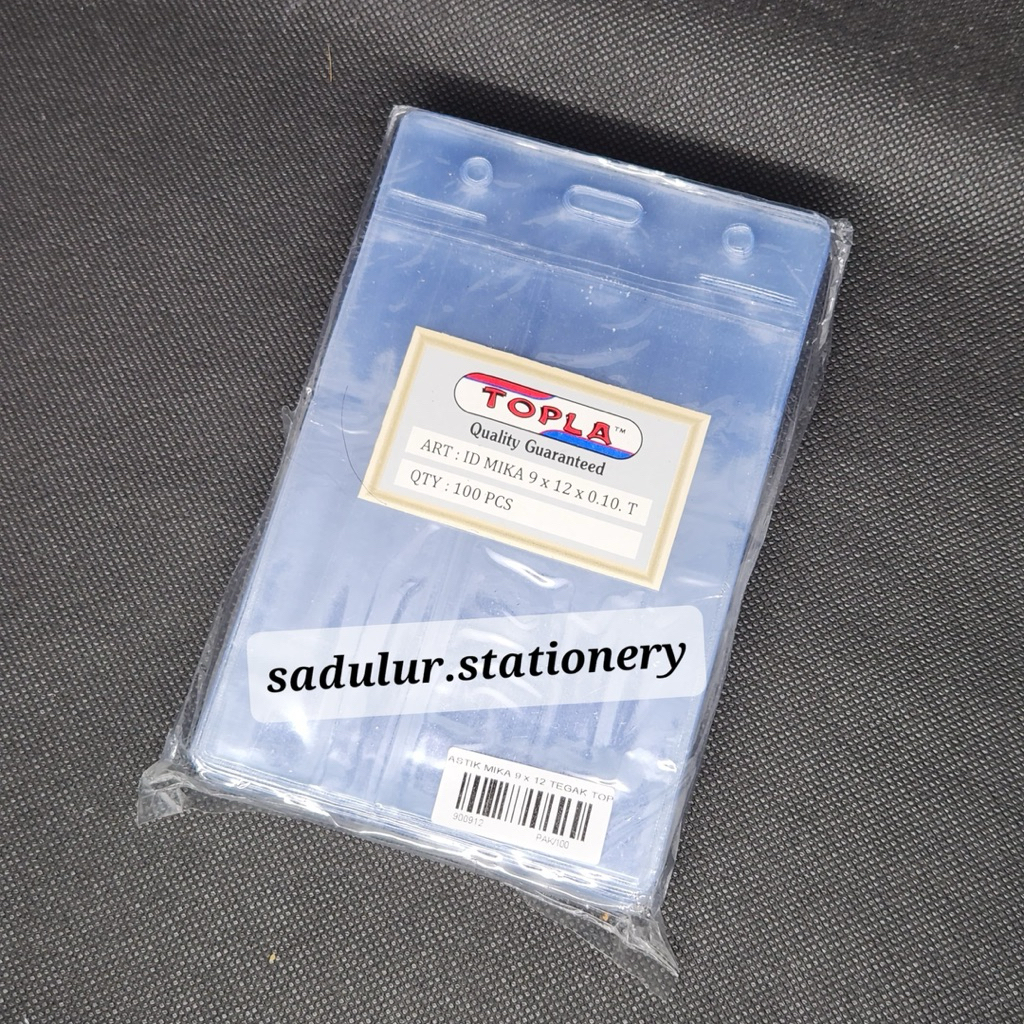 TOPLA™
Quality Guaranteed
ART : ID MIKA 9 x 12 x 0.10. T
QTY : 100 PCS
sadulur.stationery
ASTIK MIKA 9 x 12 TEGAK TOP
900912
PAK/100